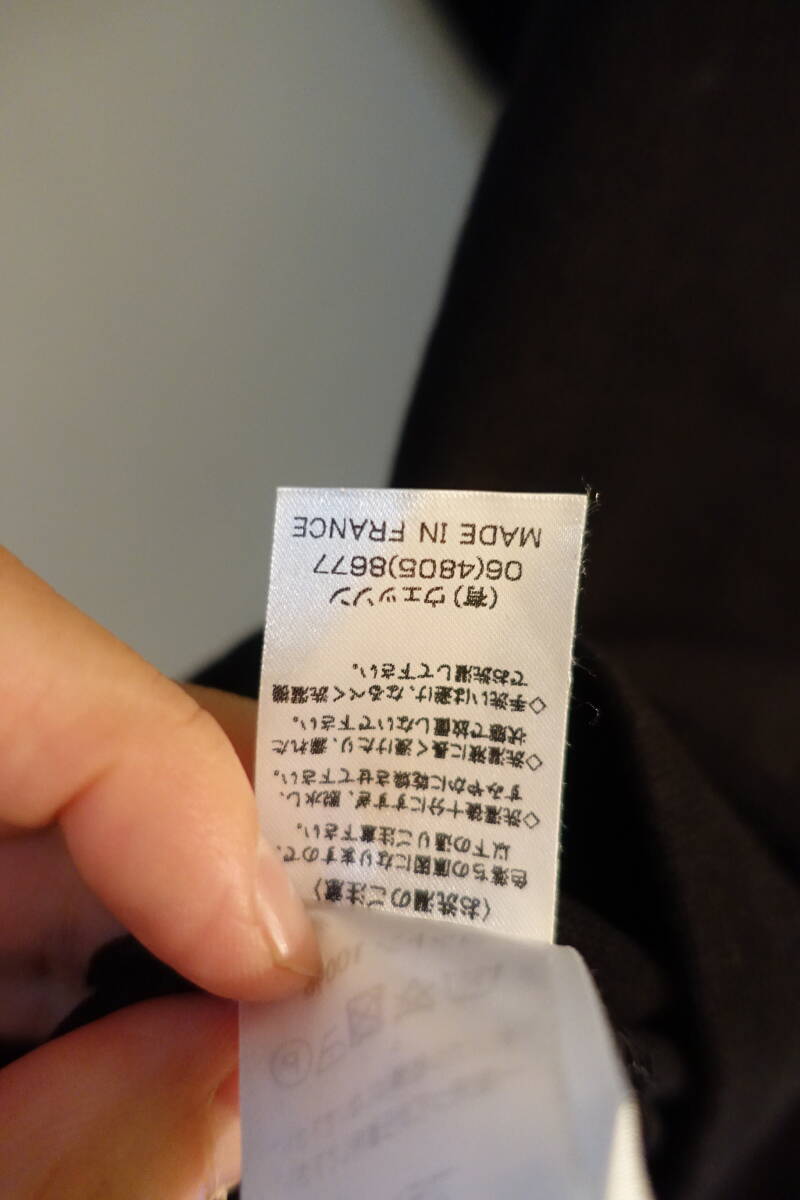 〈お洗濯のご注意〉
色落ちの原因になりますので、
以下の通りご注意下さい。
◇洗濯後十分にすすぎ、脱水し、
すみやかに乾燥させて下さい。
◇洗濯液に長く漬けたり、濡れた
状態で放置しないで下さい。
◇手洗いは避け、なるべく洗濯機
でお洗濯して下さい。
(有)ウェッソン
06(4805)8677
MADE IN FRANCE
100%
P